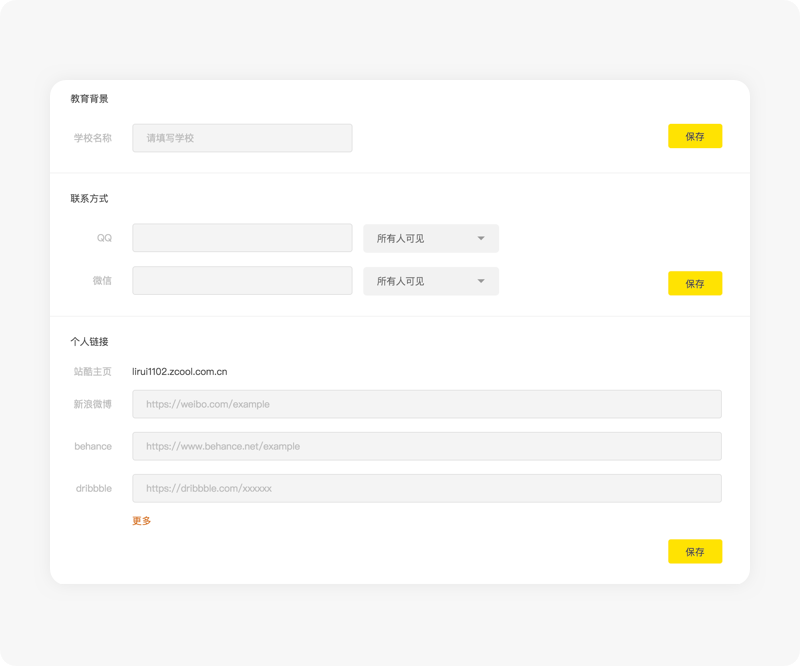 教育背景
学校名称 请填写学校 保存
联系方式
QQ 所有人可见
微信 所有人可见 保存
个人链接
站酷主页 lirui1102.zcool.com.cn
新浪微博 https://weibo.com/example
behance https://www.behance.net/example
dribbble https://dribbble.com/xxxxxx
更多
保存